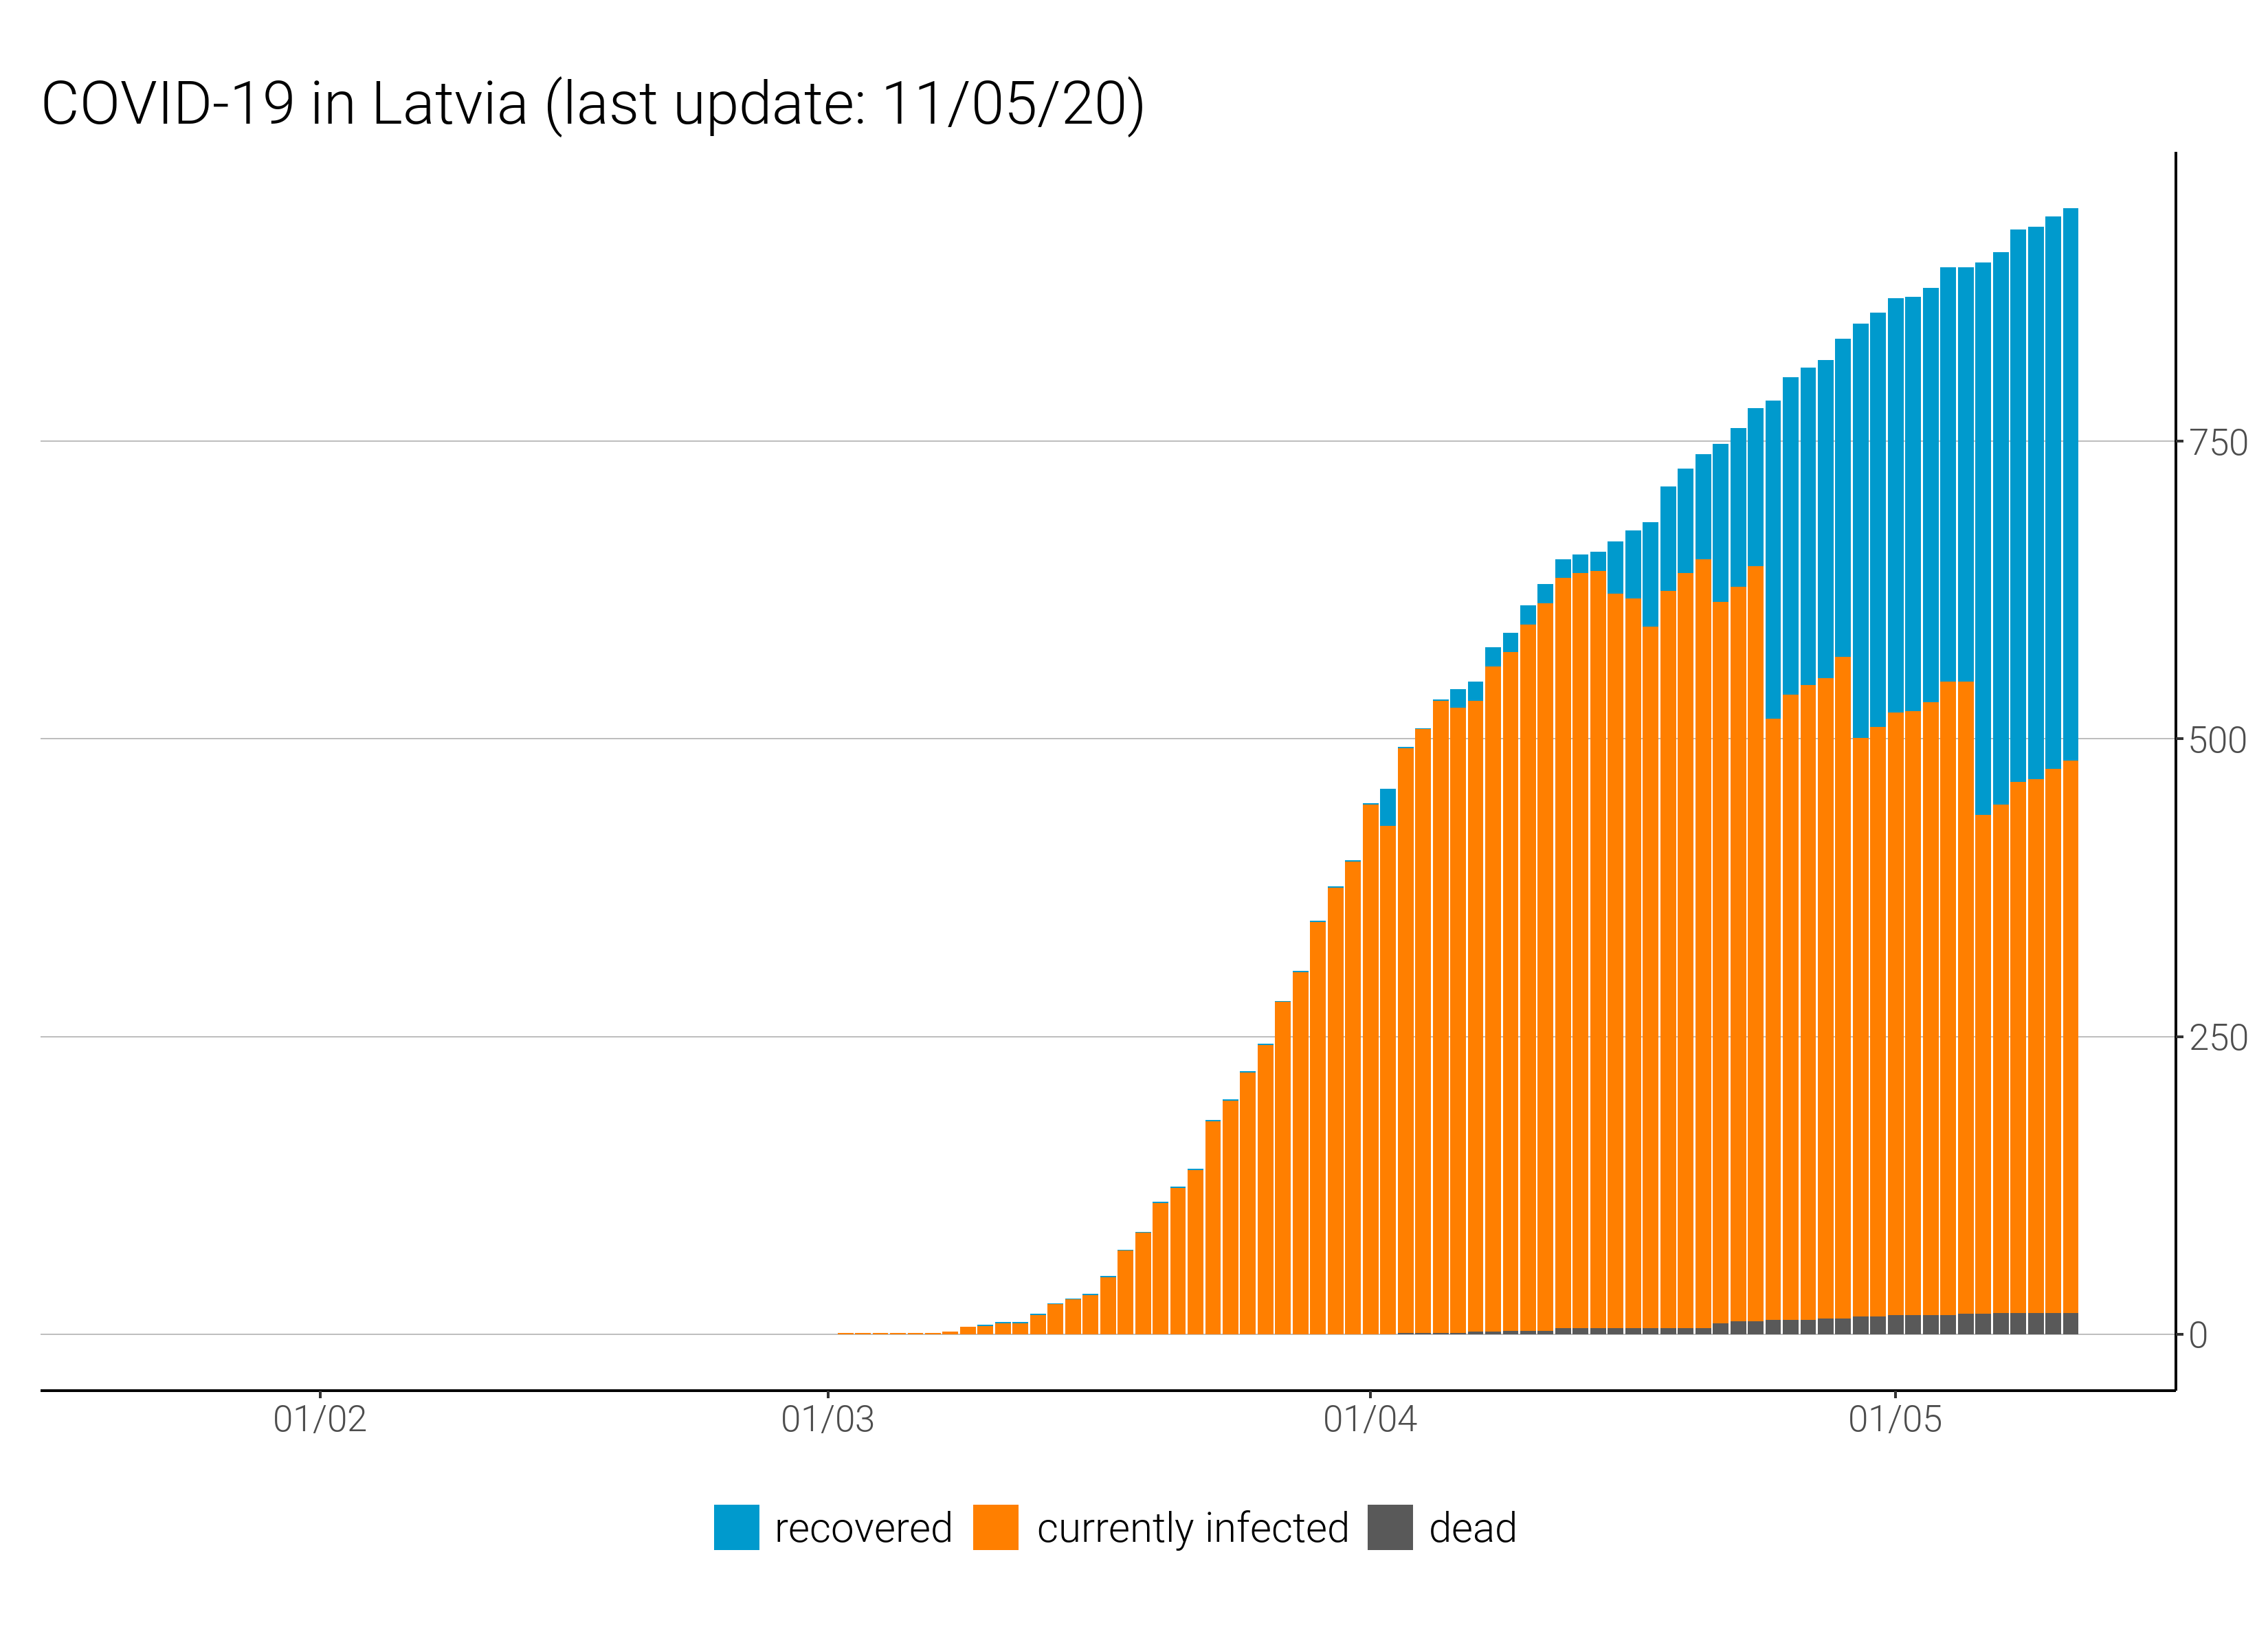 COVID-19 in Latvia (last update: 11/05/20)
750
500
250
0
01/02 01/03 01/04 01/05
recovered currently infected dead